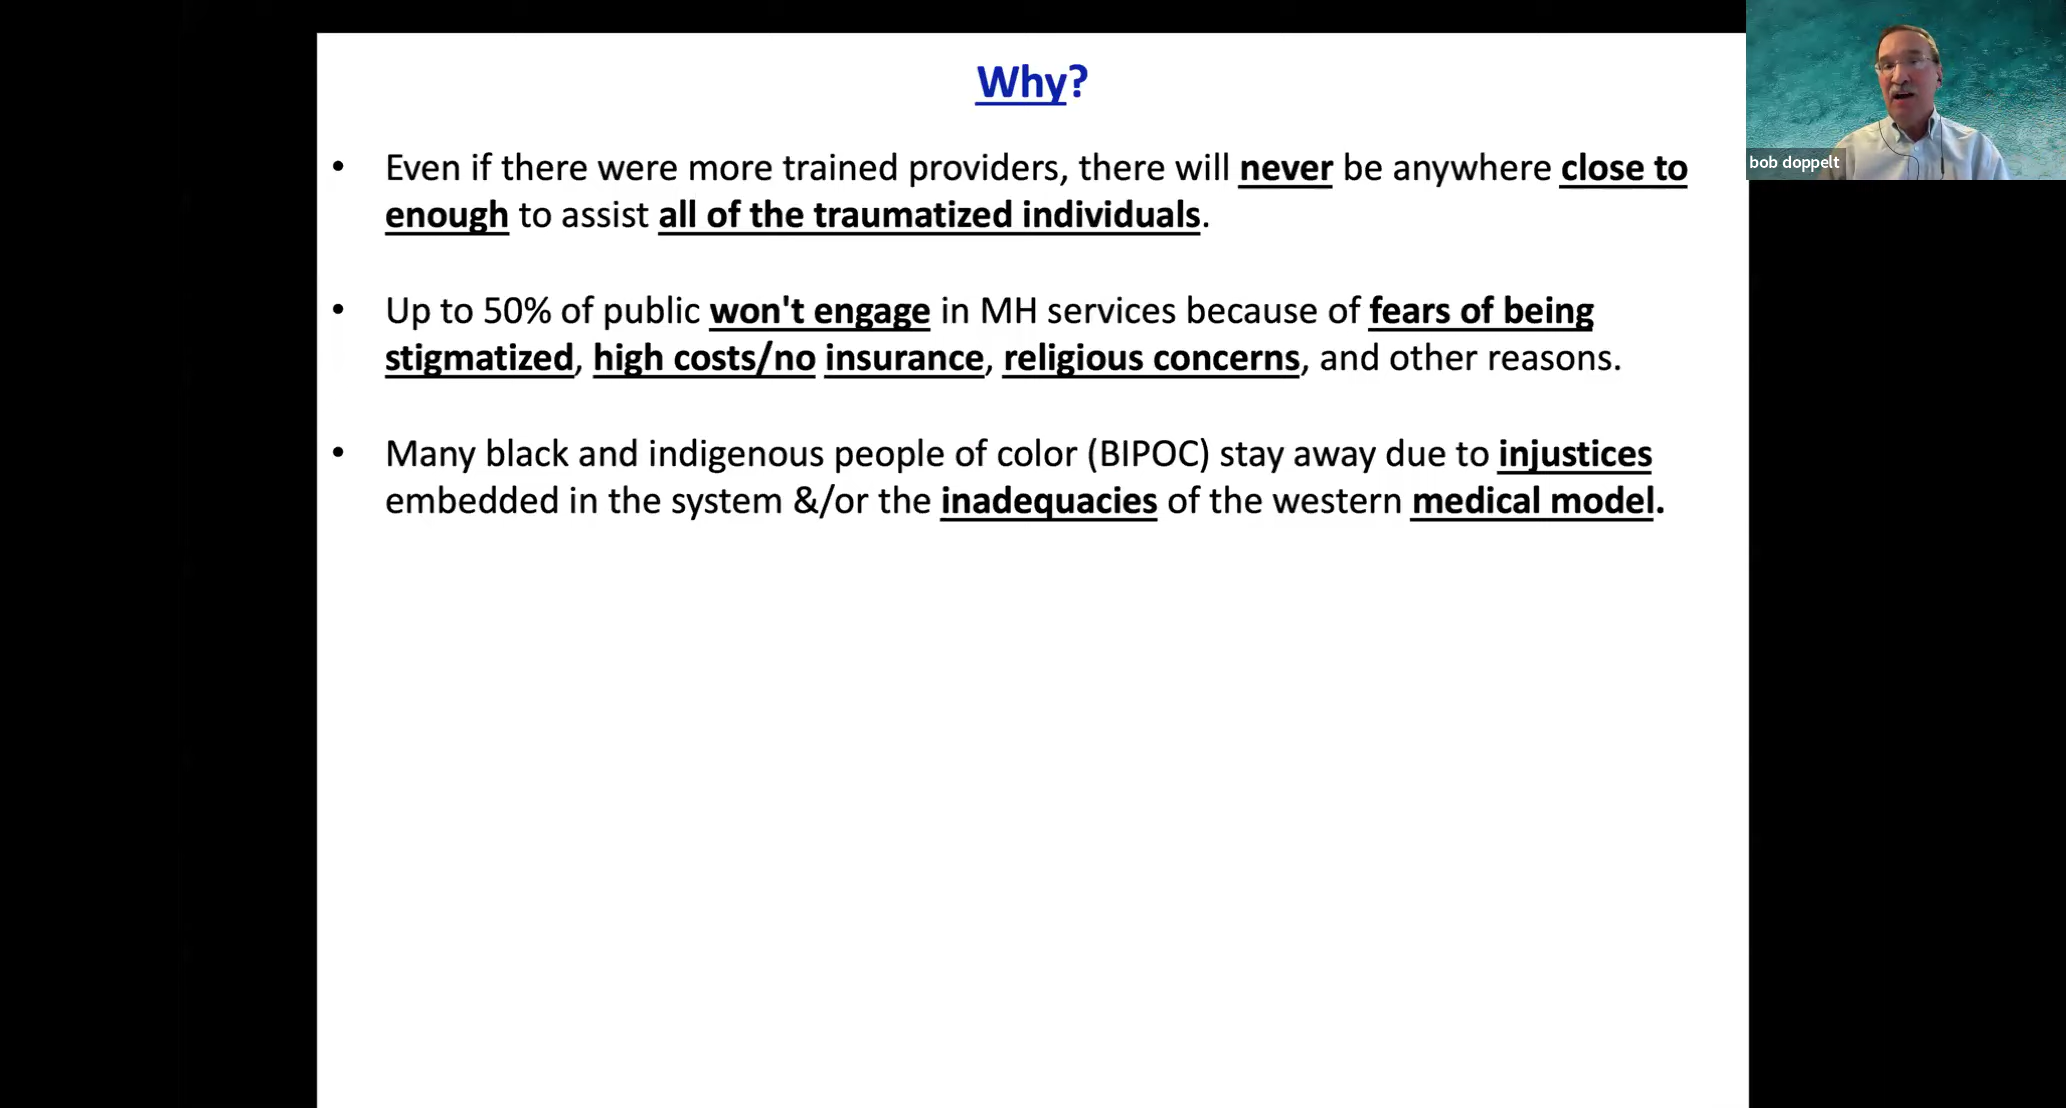 Why?
• Even if there were more trained providers, there will never be anywhere close to
enough to assist all of the traumatized individuals.
• Up to 50% of public won't engage in MH services because of fears of being
stigmatized, high costs/no insurance, religious concerns, and other reasons.
• Many black and indigenous people of color (BIPOC) stay away due to injustices
embedded in the system &/or the inadequacies of the western medical model.
bob doppelt